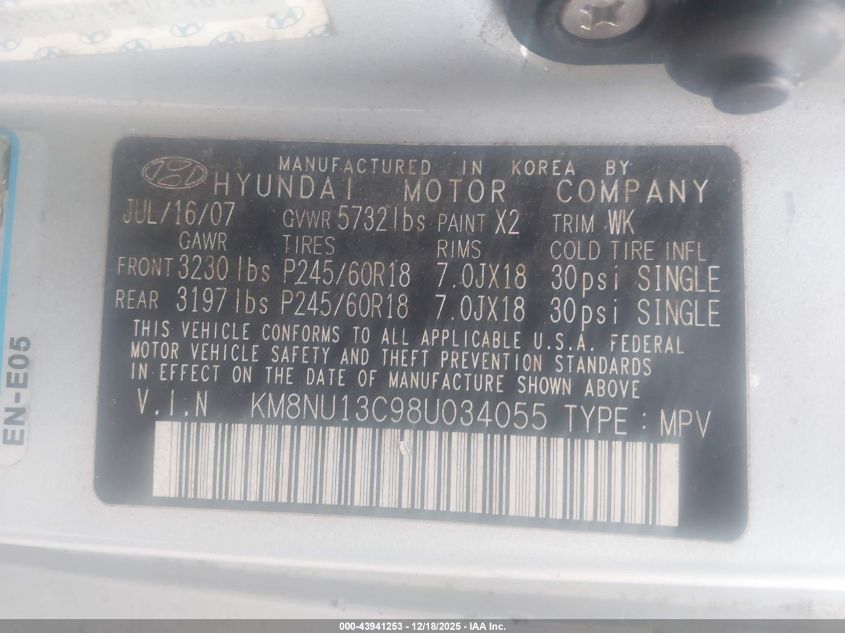 MANUFACTURED IN KOREA BY
HYUNDAI MOTOR COMPANY
JUL/16/07 GVWR 5732lbs PAINT X2 TRIM WK
GAWR TIRES RIMS COLD TIRE INFL
FRONT 3230 lbs P245/60R18 7.0JX18 30psi SINGLE
REAR 3197 lbs P245/60R18 7.0JX18 30psi SINGLE
THIS VEHICLE CONFORMS TO ALL APPLICABLE U.S.A. FEDERAL
MOTOR VEHICLE SAFETY AND THEFT PREVENTION STANDARDS
IN EFFECT ON THE DATE OF MANUFACTURE SHOWN ABOVE
V.I.N KM8NU13C98U034055 TYPE : MPV
EN-E05
000-43941253 - 12/18/2025 - IAA Inc.